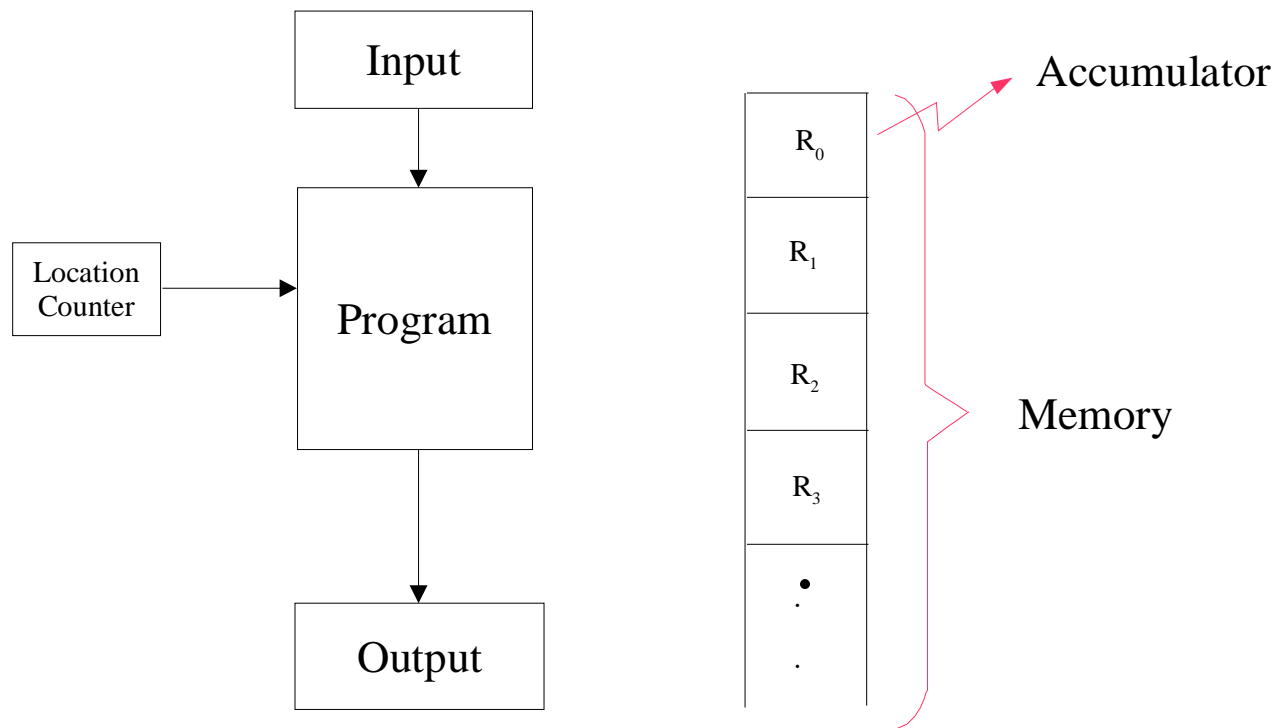 Input
Accumulator
R0
Location
Counter
R1
Program
R2
Memory
R3
Output